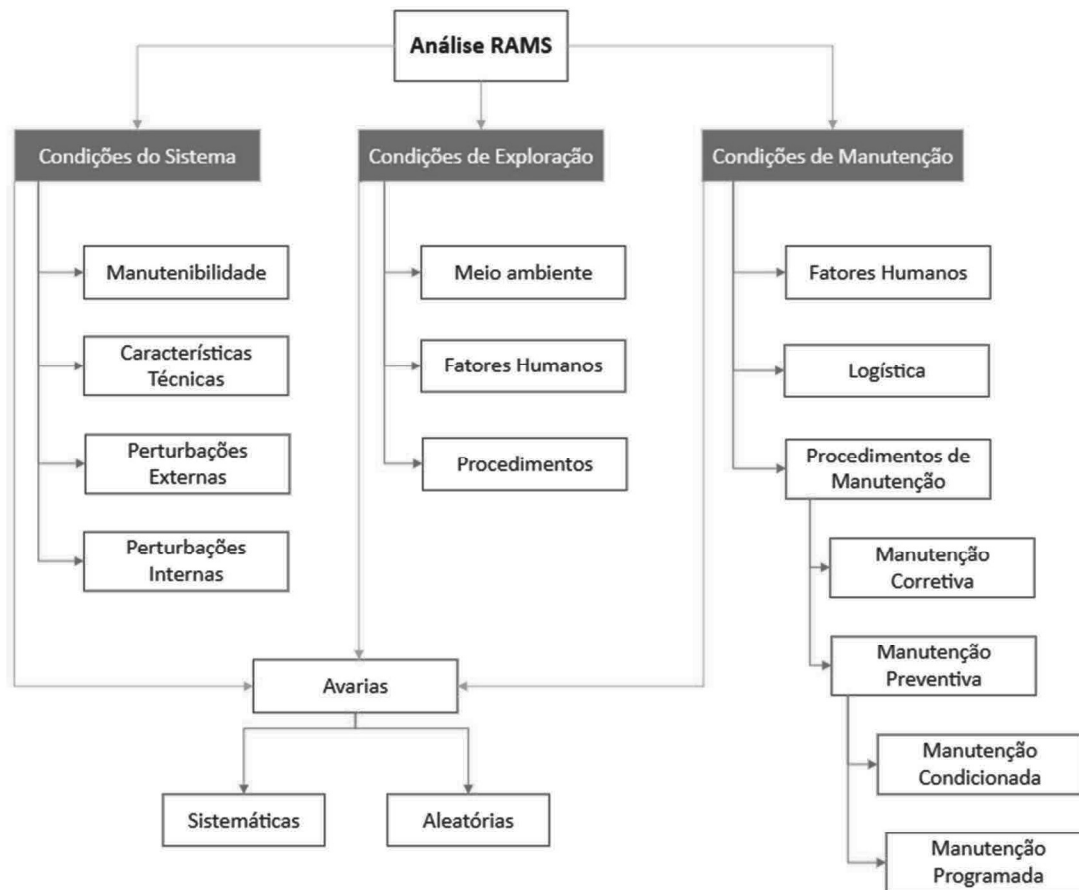 Análise RAMS
Condições do Sistema
Condições de Exploração
Condições de Manutenção
Manutenibilidade
Meio ambiente
Fatores Humanos
Características
Técnicas
Fatores Humanos
Logística
Perturbações
Externas
Procedimentos
Procedimentos de
Manutenção
Perturbações
Internas
Manutenção
Corretiva
Avarias
Manutenção
Preventiva
Sistemáticas
Aleatórias
Manutenção
Condicionada
Manutenção
Programada